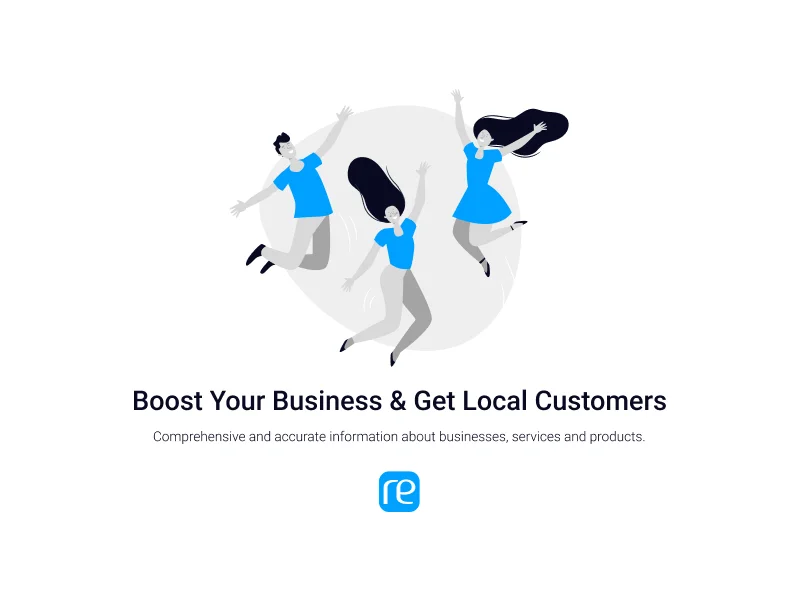 Boost Your Business & Get Local Customers
Comprehensive and accurate information about businesses, services and products.
re